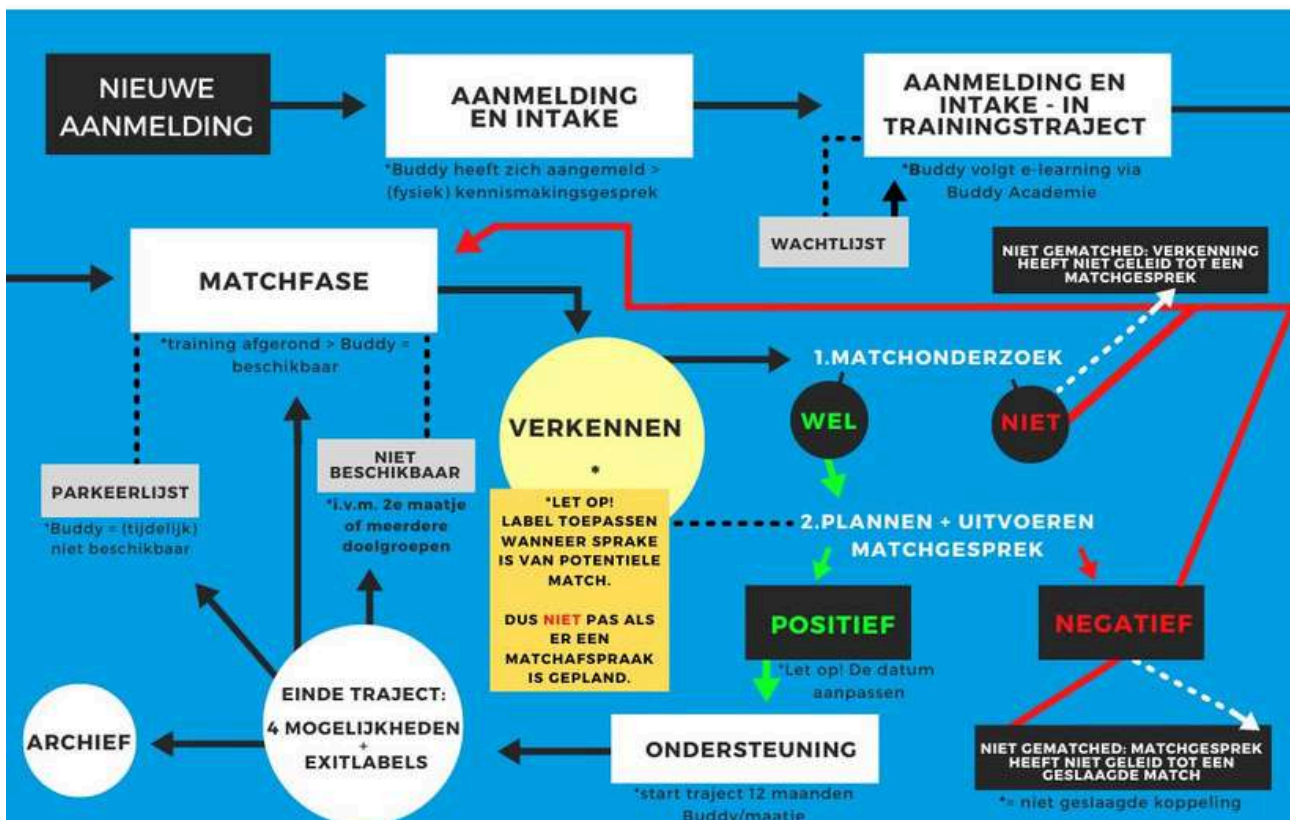 NIEUWE
AANMELDING
AANMELDING
EN INTAKE
*Buddy heeft zich aangemeld >
(fysiek) kennismakingsgesprek
AANMELDING EN
INTAKE - IN
TRAININGSTRAJECT
*Buddy volgt e-learning via
Buddy Academie
WACHTLIJST
NIET GEMATCHED: VERKENNING
HEEFT NIET GELEID TOT EEN
MATCHGESPREK
MATCHFASE
*training afgerond > Buddy =
beschikbaar
VERKENNEN
*
1.MATCHONDERZOEK
WEL
NIET
PARKEERLIJST
*Buddy = (tijdelijk)
niet beschikbaar
NIET
BESCHIKBAAR
*i.v.m. 2e maatje
of meerdere
doelgroepen
*LET OP!
LABEL TOEPASSEN
WANNEER SPRAKE
IS VAN POTENTIELE
MATCH.
DUS NIET PAS ALS
ER EEN
MATCHAFSPRAAK
IS GEPLAND.
2.PLANNEN + UITVOEREN
MATCHGESPREK
POSITIEF
*Let op! De datum
aanpassen
NEGATIEF
EINDE TRAJECT:
4 MOGELIJKHEDEN
+
EXITLABELS
ARCHIEF
ONDERSTEUNING
*start traject 12 maanden
Buddy/maatje
NIET GEMATCHED: MATCHGESPREK
HEEFT NIET GELEID TOT EEN
GESLAAGDE MATCH
*= niet geslaagde koppeling